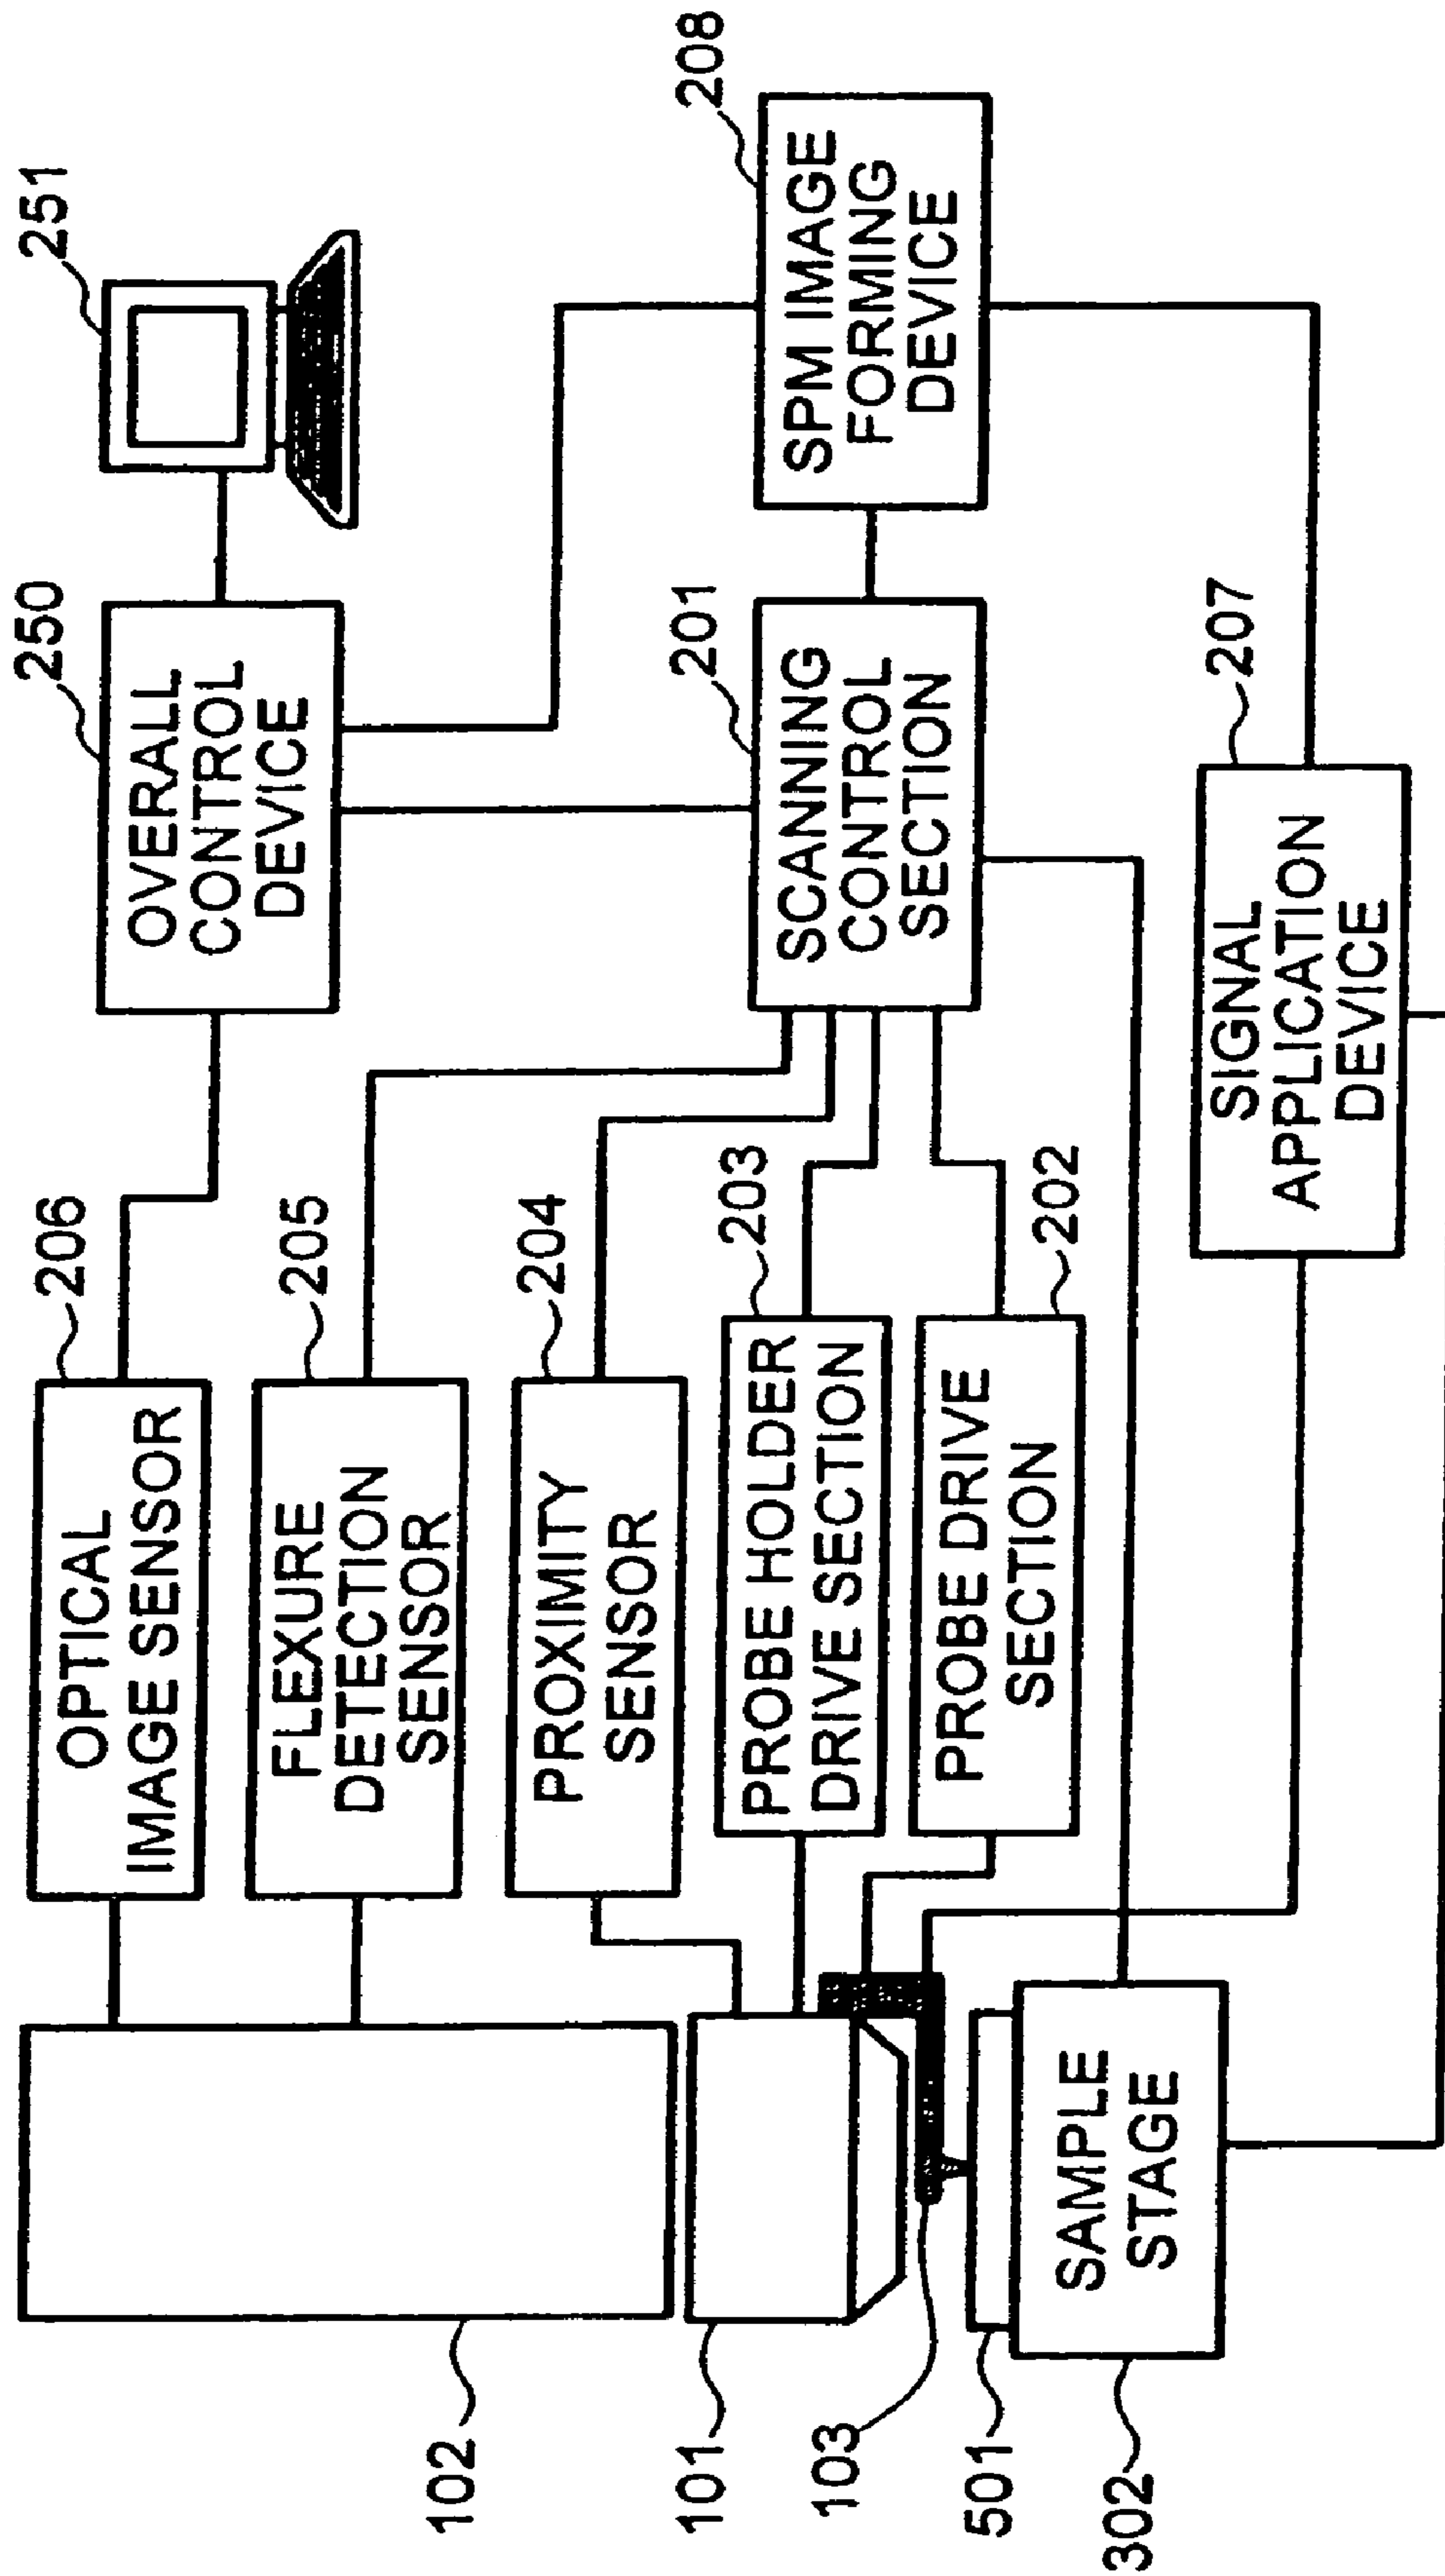 251
250
OVERALL
CONTROL
DEVICE
206
OPTICAL
IMAGE SENSOR
205
FLEXURE
DETECTION
SENSOR
204
PROXIMITY
SENSOR
203
PROBE HOLDER
DRIVE SECTION
202
PROBE DRIVE
SECTION
201
SCANNING
CONTROL
SECTION
208
SPM IMAGE
FORMING
DEVICE
207
SIGNAL
APPLICATION
DEVICE
102
101
103
501
302
SAMPLE
STAGE